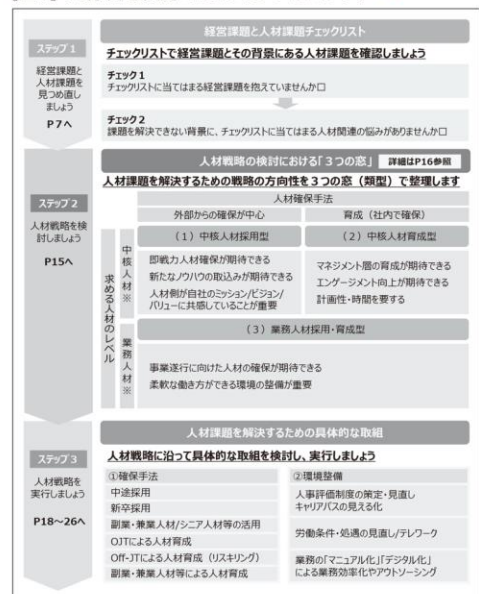 経営課題と人材課題チェックリスト
ステップ1
経営課題と
人材課題を
見つめ直し
ましょう
P7へ
チェックリストで経営課題とその背景にある人材課題を確認しましょう
チェック1
チェックリストに当てはまる経営課題を抱えていませんか□
チェック2
課題を解決できない背景に、チェックリストに当てはまる人材関連の悩みがありませんか□
人材戦略の検討における「3つの窓」 詳細はP16参照
ステップ2
人材戦略を検
討しましょう
P15へ
人材課題を解決するための戦略の方向性を3つの窓（類型）で整理します
人材確保手法
外部からの確保が中心
育成（社内で確保）
求める人材のレベル
中核人材※
（1）中核人材採用型
即戦力人材確保が期待できる
新たなノウハウの取込みが期待できる
人材側が自社のミッション/ビジョン/
バリューに共感していることが重要
（2）中核人材育成型
マネジメント層の育成が期待できる
エンゲージメント向上が期待できる
計画性・時間を要する
業務人材※
（3）業務人材採用・育成型
事業遂行に向けた人材の確保が期待できる
柔軟な働き方ができる環境の整備が重要
人材課題を解決するための具体的な取組
ステップ3
人材戦略を
実行しましょう
P18～26へ
人材戦略に沿って具体的な取組を検討し、実行しましょう
①確保手法
中途採用
新卒採用
副業・兼業人材/シニア人材等の活用
OJTによる人材育成
Off-JTによる人材育成（リスキリング）
副業・兼業人材等による人材育成
②環境整備
人事評価制度の策定・見直し
キャリアパスの見える化
労働条件・処遇の見直し/テレワーク
業務の「マニュアル化」「デジタル化」
による業務効率化やアウトソーシング